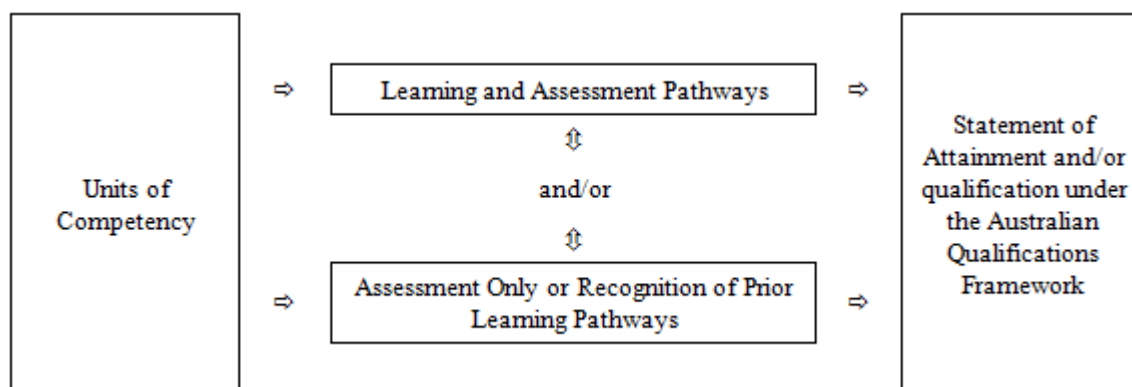 Units of
Competency
Learning and Assessment Pathways
and/or
Assessment Only or Recognition of Prior
Learning Pathways
Statement of
Attainment and/or
qualification under
the Australian
Qualifications
Framework